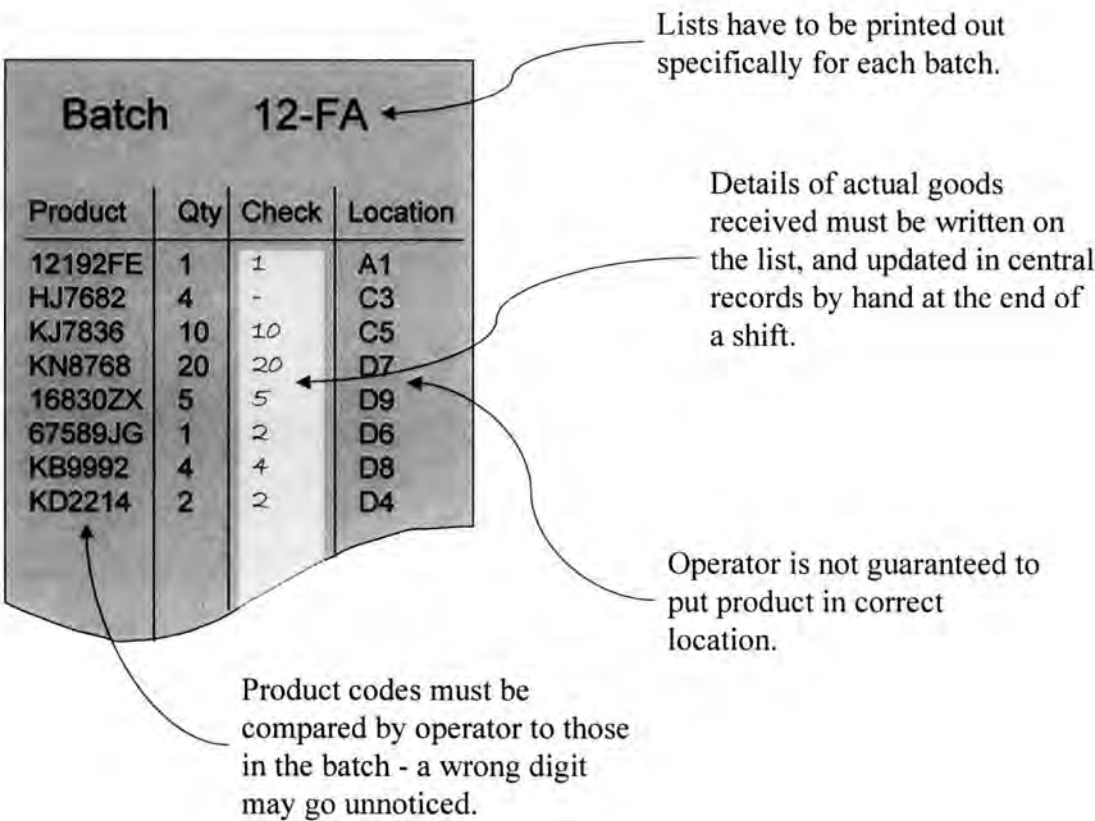 Lists have to be printed out
specifically for each batch.
Batch 12-FA
Product Qty Check Location
12192FE 1 1 A1
HJ7682 4 - C3
KJ7836 10 10 C5
KN8768 20 20 D7
16830ZX 5 5 D9
67589JG 1 2 D6
KB9992 4 4 D8
KD2214 2 2 D4
Details of actual goods
received must be written on
the list, and updated in central
records by hand at the end of
a shift.
Operator is not guaranteed to
put product in correct
location.
Product codes must be
compared by operator to those
in the batch - a wrong digit
may go unnoticed.